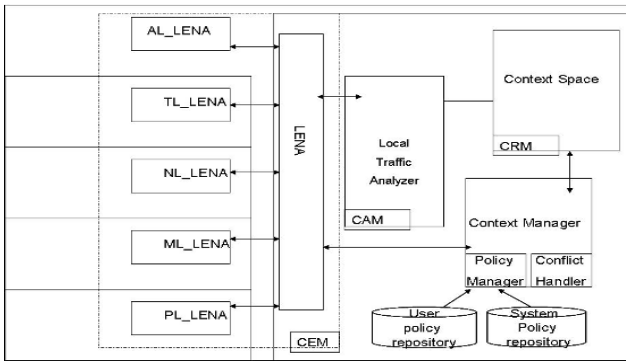 AL_LENA
TL_LENA
NL_LENA
ML_LENA
PL_LENA
LENA
CEM
Local
Traffic
Analyzer
CAM
Context Space
CRM
Context Manager
Policy
Manager
Conflict
Handler
User
policy
repository
System
Policy
repository